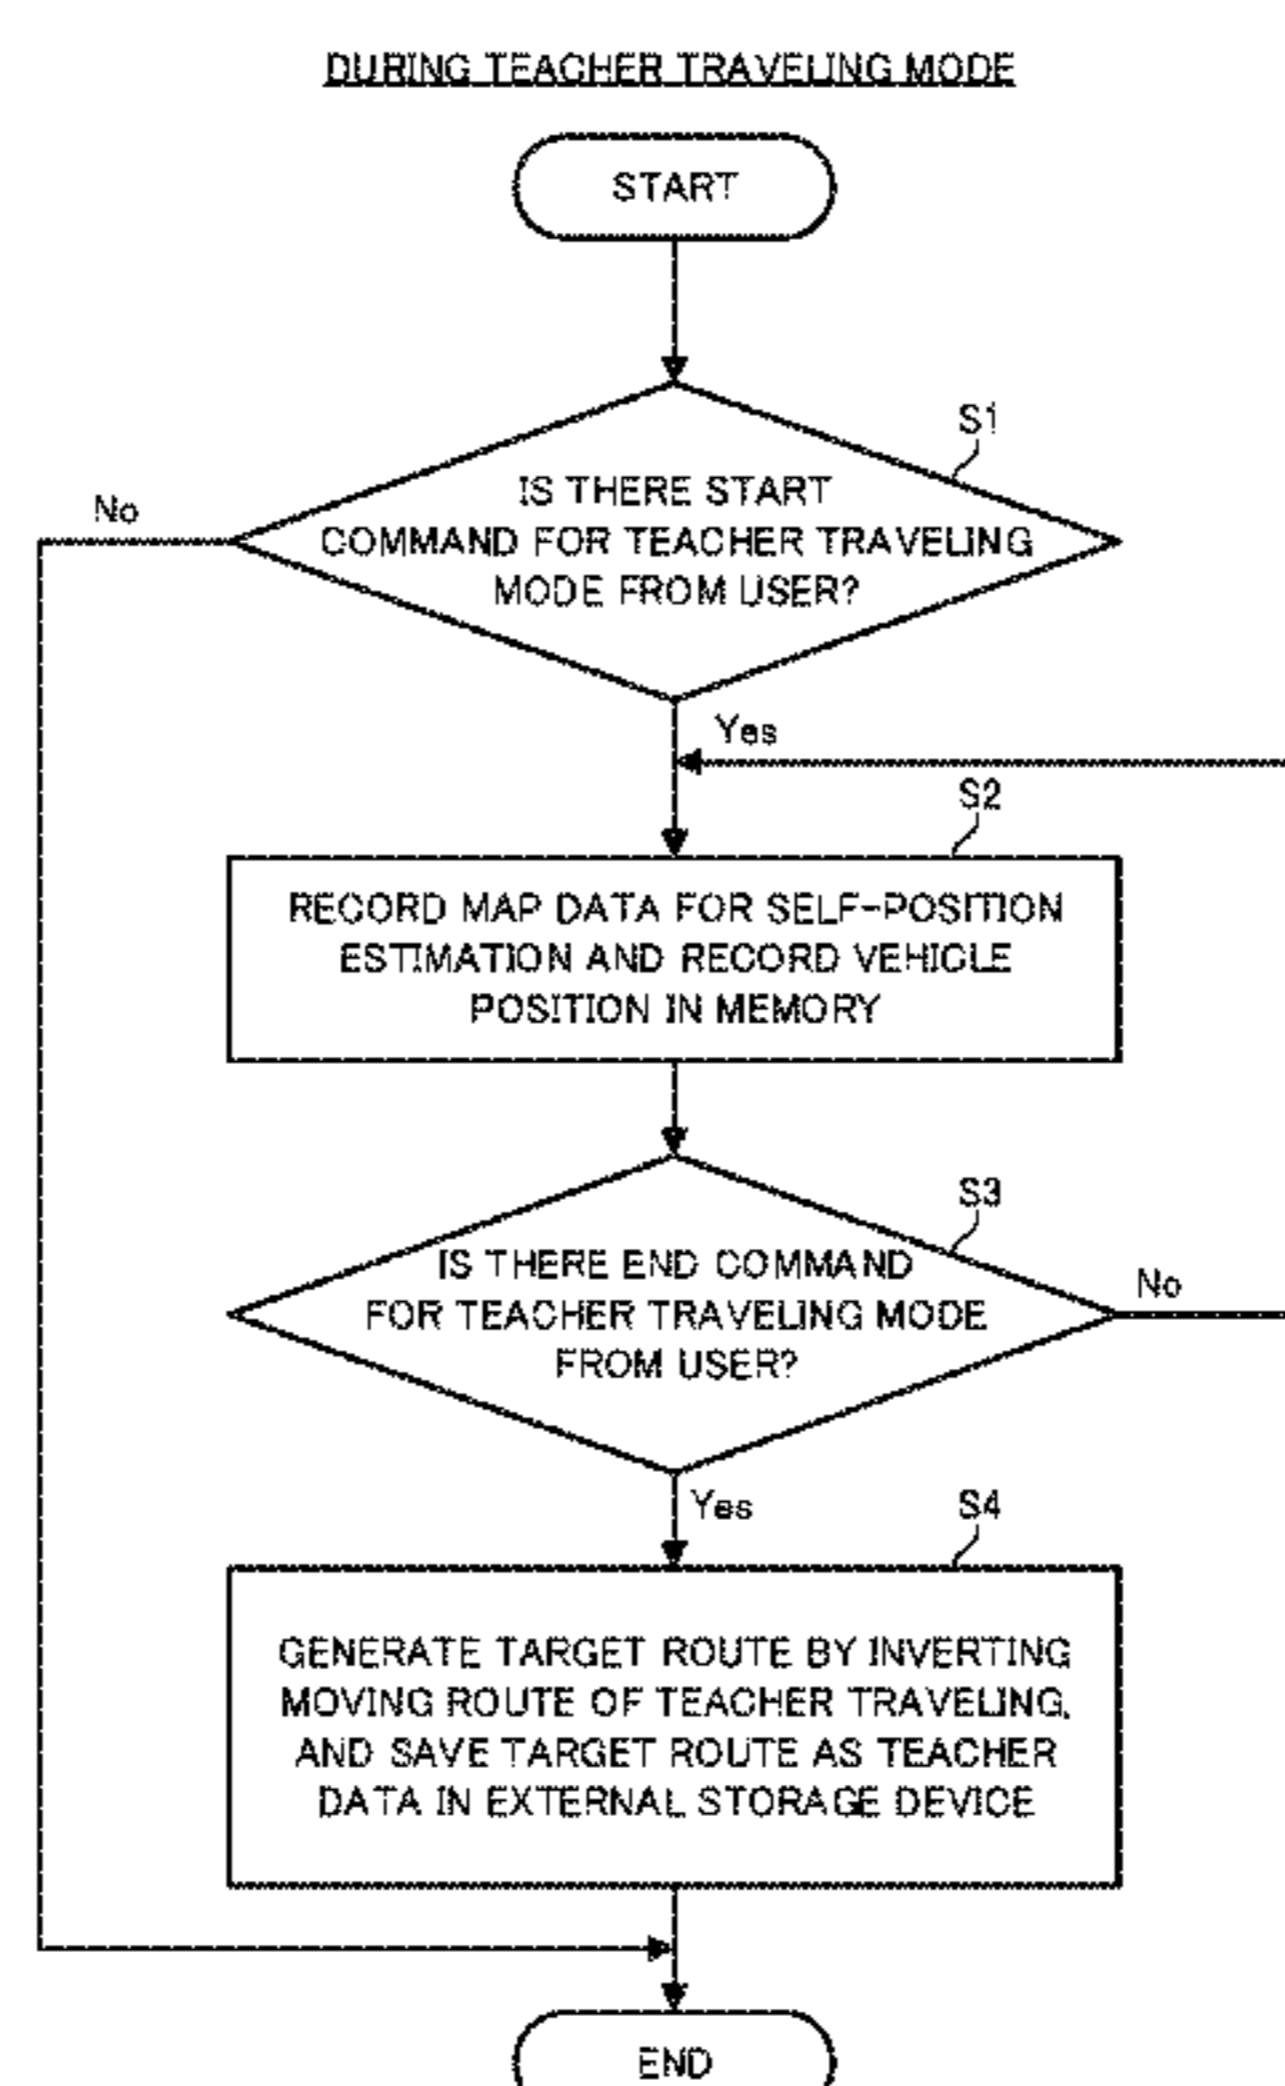 DURING TEACHER TRAVELING MODE
START
S1
IS THERE START
COMMAND FOR TEACHER TRAVELING
MODE FROM USER?
No
Yes
S2
RECORD MAP DATA FOR SELF-POSITION
ESTIMATION AND RECORD VEHICLE
POSITION IN MEMORY
S3
IS THERE END COMMAND
FOR TEACHER TRAVELING MODE
FROM USER?
No
Yes
S4
GENERATE TARGET ROUTE BY INVERTING
MOVING ROUTE OF TEACHER TRAVELING,
AND SAVE TARGET ROUTE AS TEACHER
DATA IN EXTERNAL STORAGE DEVICE
END